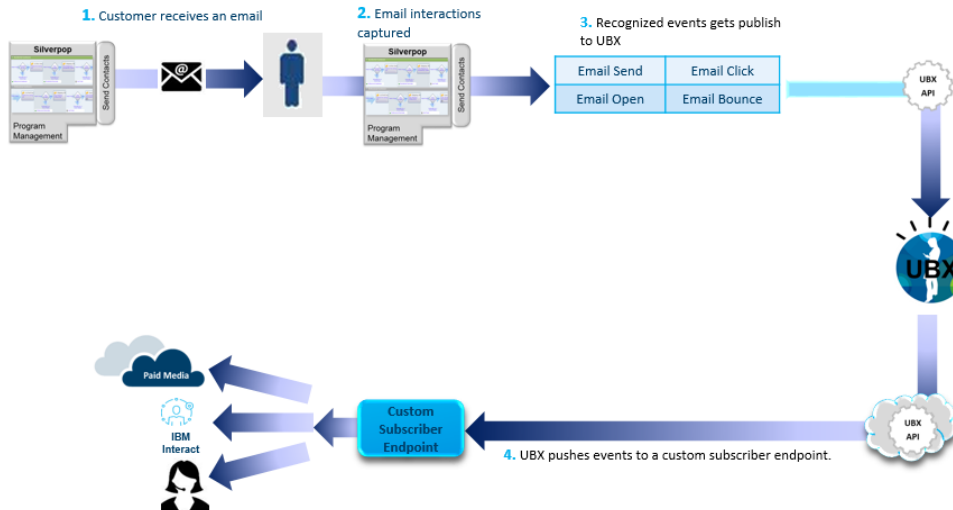 1. Customer receives an email
2. Email interactions
captured
3. Recognized events gets publish
to UBX
Silverpop
Send Contacts
Program
Management
@
Silverpop
Send Contacts
Program
Management
Email Send
Email Click
Email Open
Email Bounce
UBX
API
UBX
Paid Media
IBM
Interact
Custom
Subscriber
Endpoint
UBX
API
4. UBX pushes events to a custom subscriber endpoint.